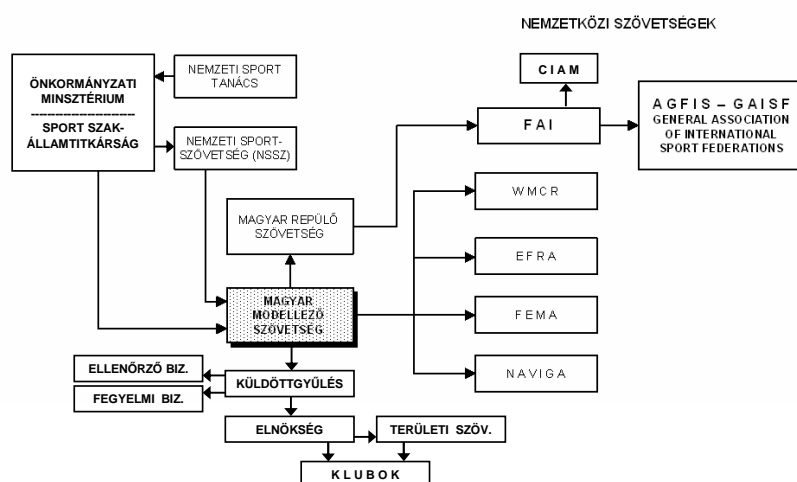 NEMZETKÖZI SZÖVETSÉGEK
ÖNKORMÁNYZATI
MINSZTÉRIUM
-----------------------
SPORT SZAK-
ÁLLAMTITKÁRSÁG
NEMZETI SPORT
TANÁCS
NEMZETI SPORT-
SZÖVETSÉG (NSSZ)
CIAM
FAI
AGFIS – GAISF
GENERAL ASSOCIATION
OF INTERNATIONAL
SPORT FEDERATIONS
MAGYAR REPÜLŐ
SZÖVETSÉG
WMCR
EFRA
MAGYAR
MODELLEZŐ
SZÖVETSÉG
FEMA
NAVIGA
ELLENŐRZŐ BIZ.
FEGYELMI BIZ.
KÜLDÖTTGYŰLÉS
ELNÖKSÉG
TERÜLETI SZÖV.
KLUBOK